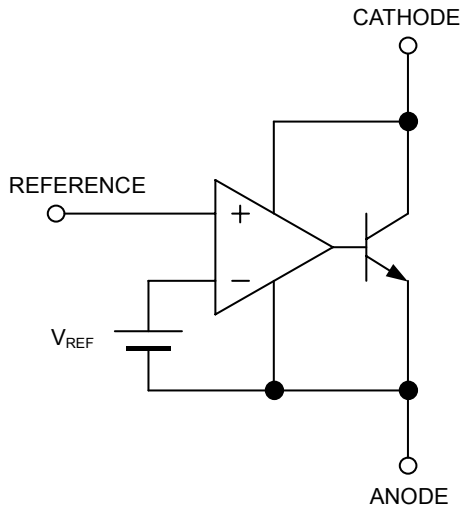 CATHODE
REFERENCE
+
−
VREF
ANODE